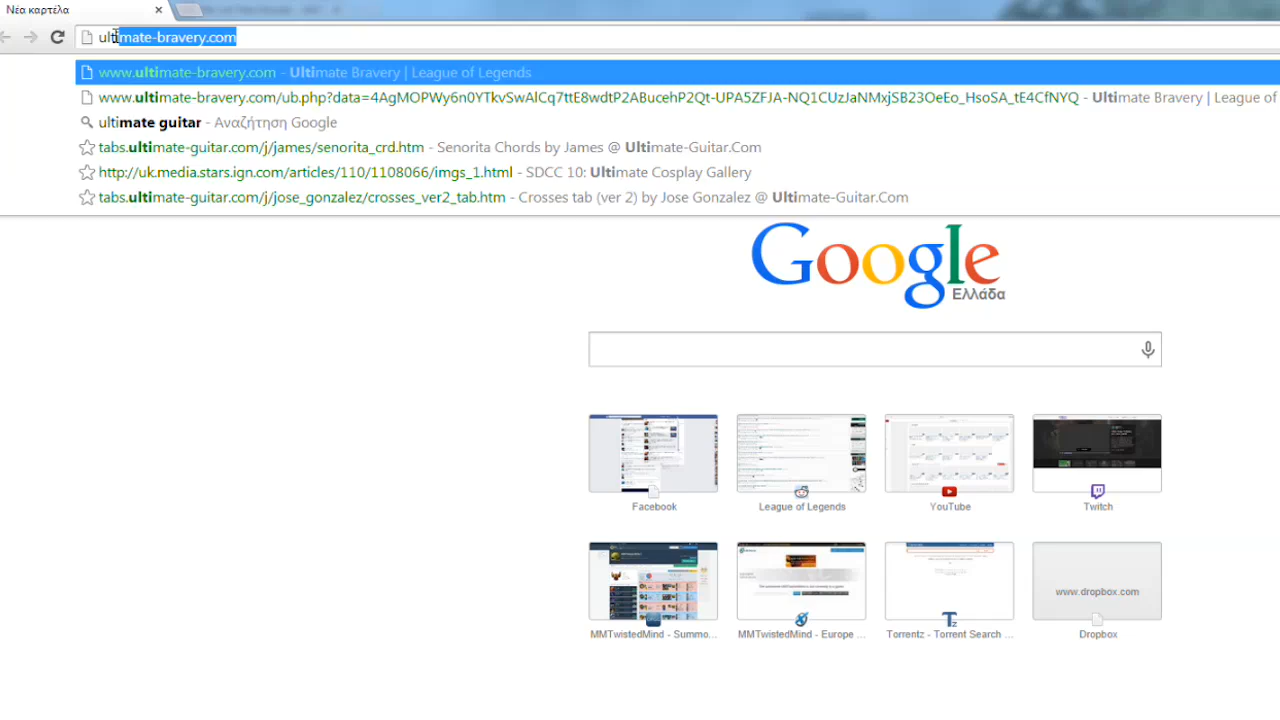 Νέα καρτέλα
ultimate-bravery.com
www.ultimate-bravery.com - Ultimate Bravery | League of Legends
www.ultimate-bravery.com/ub.php?data=4AgMOPWy6n0YTkvSwAlCq7ttE8wdtP2ABucehP2Qt-UPA5ZFJA-NQ1CUzJaNMxjSB23OeEo_HsoSA_tE4CfNYQ - Ultimate Bravery | League of
ultimate guitar - Αναζήτηση Google
tabs.ultimate-guitar.com/j/james/senorita_crd.htm - Senorita Chords by James @ Ultimate-Guitar.Com
http://uk.media.stars.ign.com/articles/110/1108066/imgs_1.html - SDCC 10: Ultimate Cosplay Gallery
tabs.ultimate-guitar.com/j/jose_gonzalez/crosses_ver2_tab.htm - Crosses tab (ver 2) by Jose Gonzalez @ Ultimate-Guitar.Com
Google
Ελλάδα
Facebook
League of Legends
YouTube
Twitch
www.dropbox.com
MMTwistedMind - Summo...
MMTwistedMind - Europe ...
Torrentz - Torrent Search ...
Dropbox